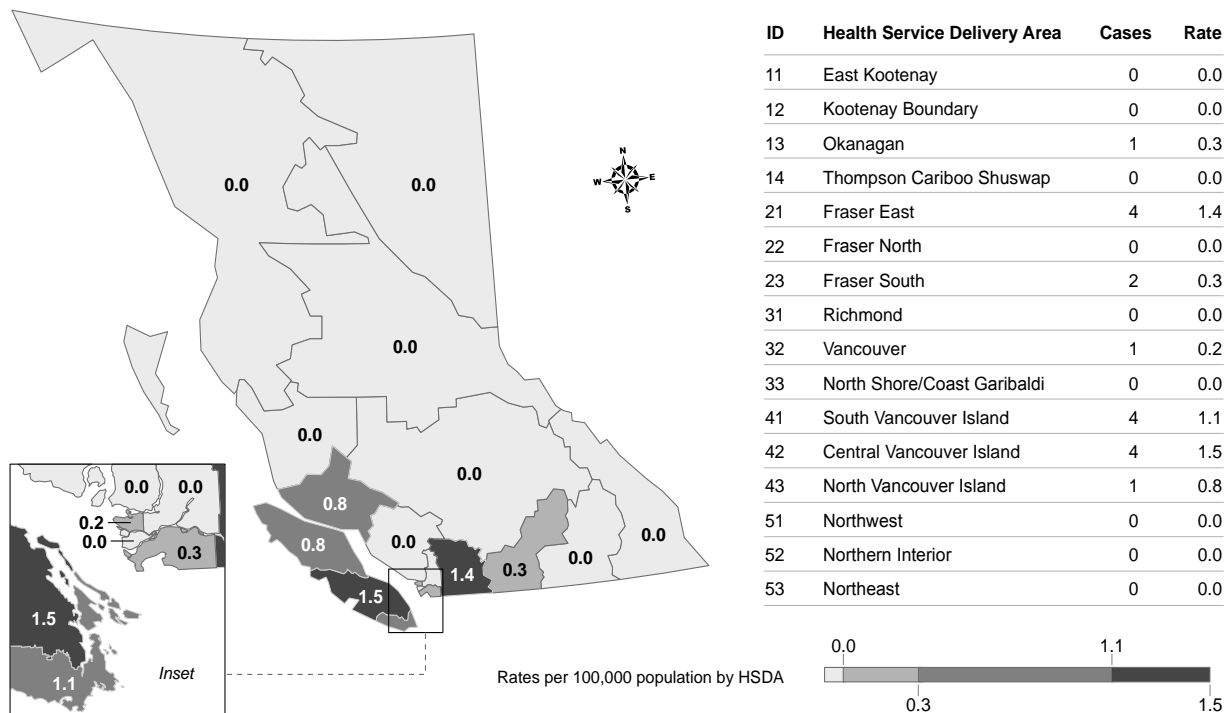 ID Health Service Delivery Area Cases Rate
11 East Kootenay 0 0.0
12 Kootenay Boundary 0 0.0
13 Okanagan 1 0.3
14 Thompson Cariboo Shuswap 0 0.0
21 Fraser East 4 1.4
22 Fraser North 0 0.0
23 Fraser South 2 0.3
31 Richmond 0 0.0
32 Vancouver 1 0.2
33 North Shore/Coast Garibaldi 0 0.0
41 South Vancouver Island 4 1.1
42 Central Vancouver Island 4 1.5
43 North Vancouver Island 1 0.8
51 Northwest 0 0.0
52 Northern Interior 0 0.0
53 Northeast 0 0.0
N
W E
S
0.0 0.0
0.0
0.0
0.0
0.8
0.8
0.0
0.0
0.0
1.4
0.3
1.5
0.0 0.0
0.2
0.0
0.3
1.5
1.1
Inset
Rates per 100,000 population by HSDA
0.0 1.1
0.3 1.5